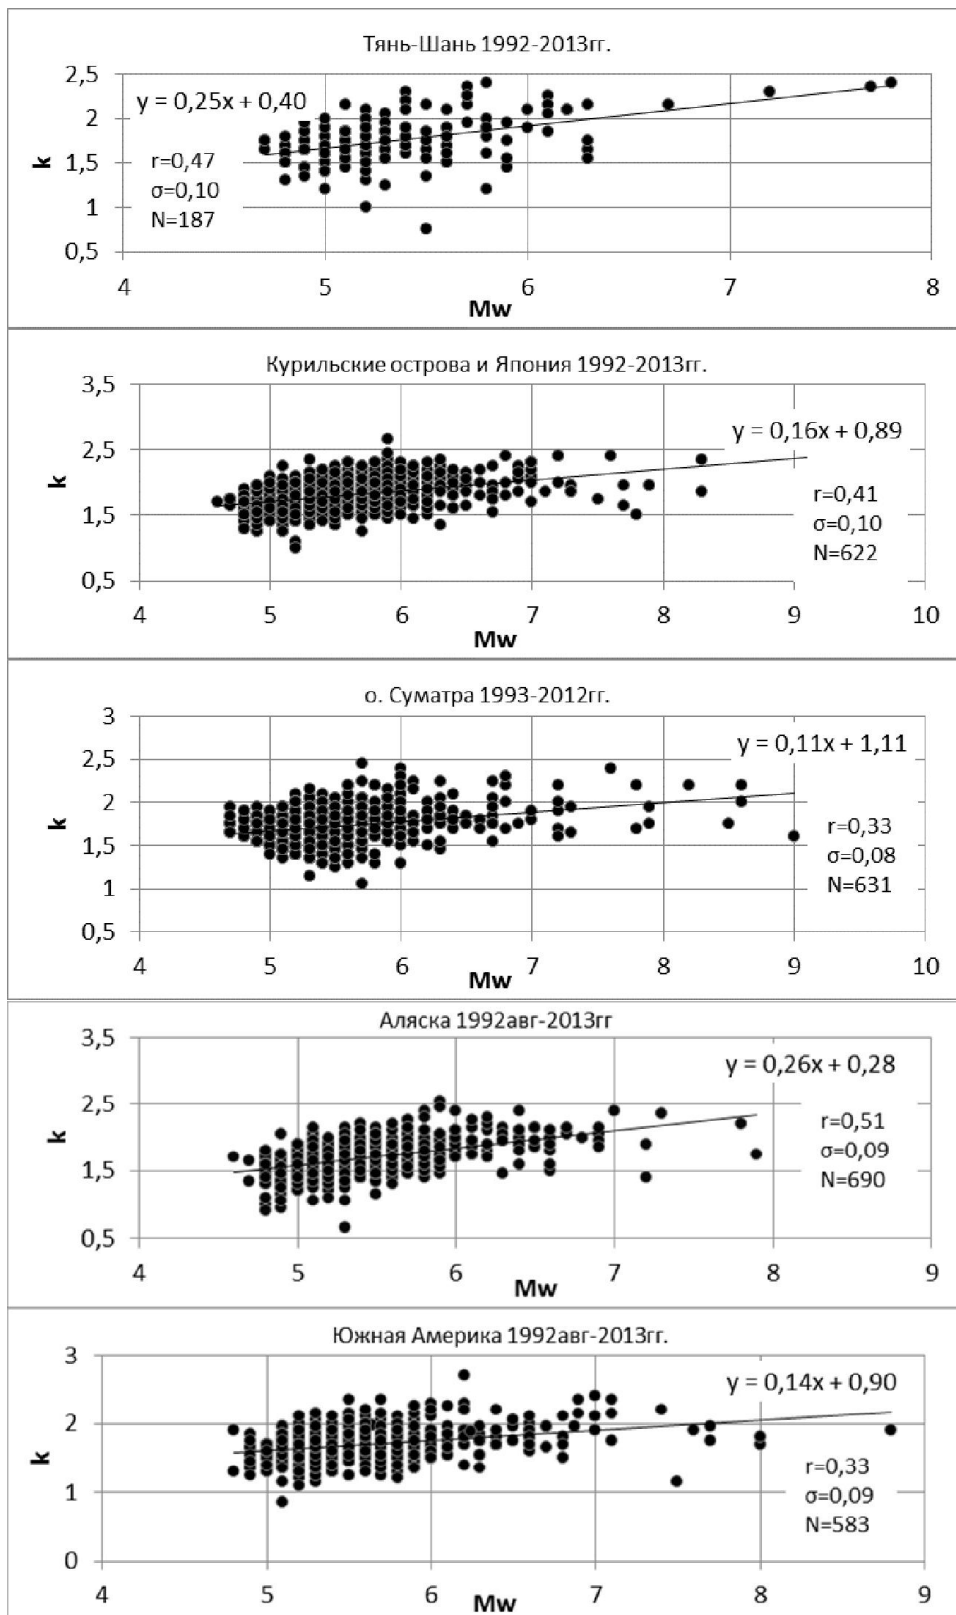 Тянь-Шань 1992-2013гг.
2,5
y = 0,25x + 0,40
2
k
1,5
r=0,47
σ=0,10
1
N=187
0,5
4 5 6 7 8
Mw
Курильские острова и Япония 1992-2013гг.
3,5
y = 0,16x + 0,89
2,5
k
1,5
r=0,41
σ=0,10
N=622
0,5
4 5 6 7 8 9 10
Mw
о. Суматра 1993-2012гг.
3
y = 0,11x + 1,11
2,5
2
k
r=0,33
1,5
σ=0,08
1
N=631
0,5
4 5 6 7 8 9 10
Mw
Аляска 1992авг-2013гг
3,5
y = 0,26x + 0,28
2,5
r=0,51
k
σ=0,09
1,5
N=690
0,5
4 5 6 7 8 9
Mw
Южная Америка 1992авг-2013гг.
3
y = 0,14x + 0,90
2
k
r=0,33
1
σ=0,09
N=583
0
4 5 6 7 8 9
Mw